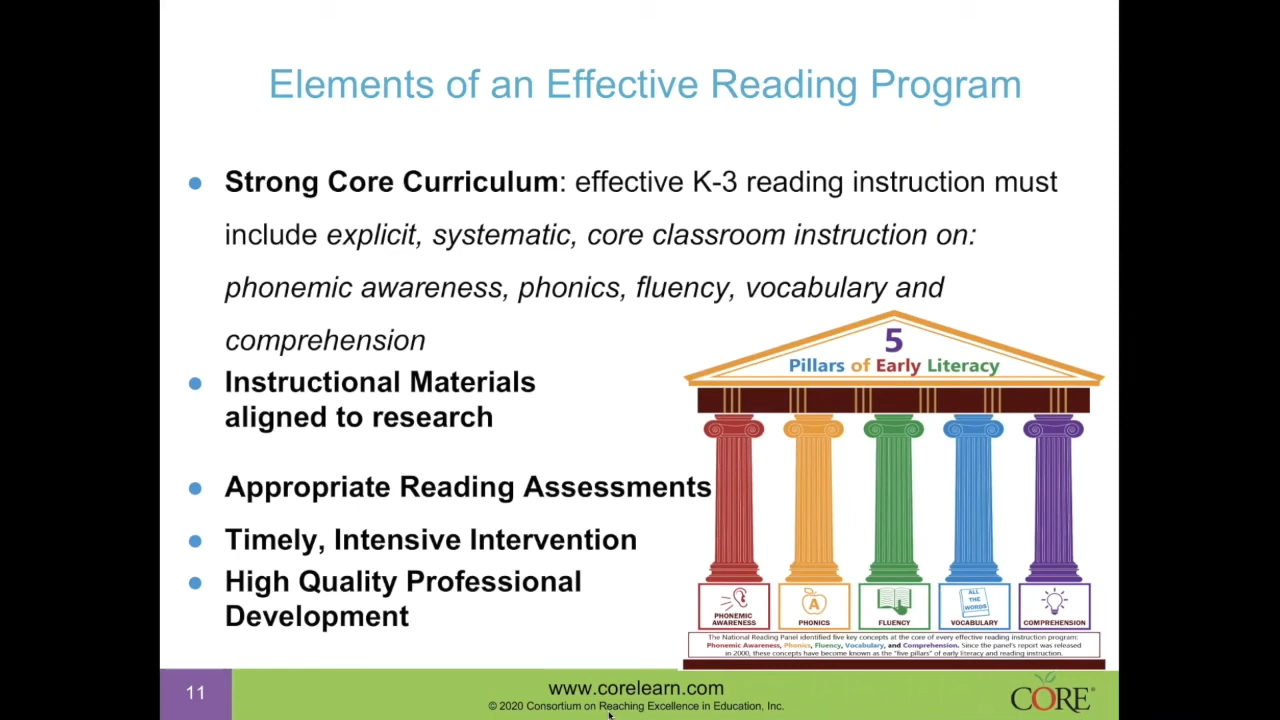 Elements of an Effective Reading Program
● Strong Core Curriculum: effective K-3 reading instruction must
include explicit, systematic, core classroom instruction on:
phonemic awareness, phonics, fluency, vocabulary and
comprehension
● Instructional Materials
aligned to research
● Appropriate Reading Assessments
● Timely, Intensive Intervention
● High Quality Professional
Development
5
Pillars of Early Literacy
PHONEMIC
AWARENESS
A
PHONICS
FLUENCY
ALL
THE
WORDS
VOCABULARY
COMPREHENSION
The National Reading Panel identified five key concepts at the core of every effective reading instruction program:
Phonemic Awareness, Phonics, Fluency, Vocabulary, and Comprehension. Since the panel's report was released
in 2000, these concepts have become known as the "five pillars" of early literacy and reading instruction.
11
www.corelearn.com
© 2020 Consortium on Reaching Excellence in Education, Inc.
CORE®